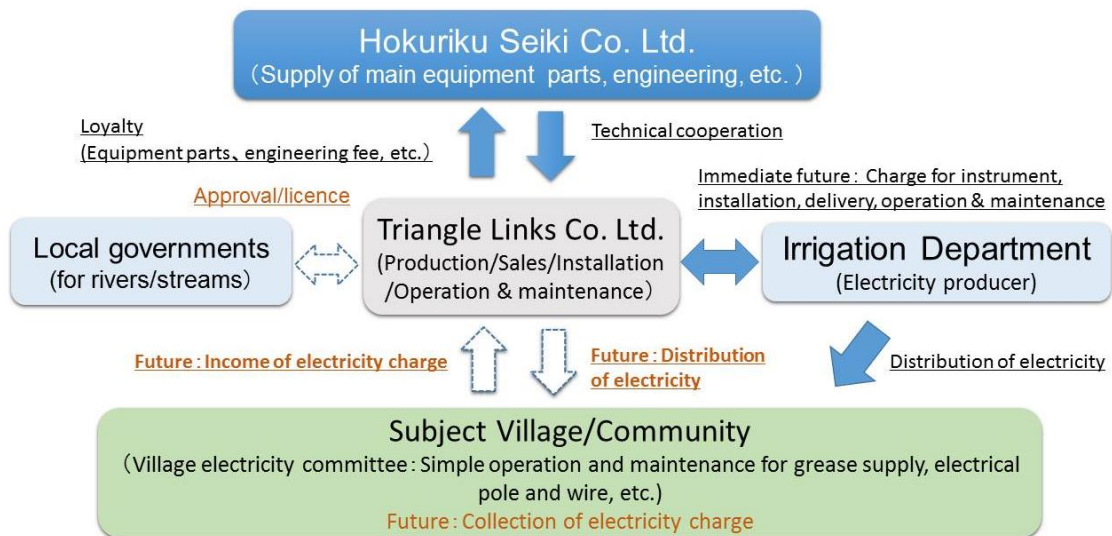 Hokuriku Seiki Co. Ltd.
（Supply of main equipment parts, engineering, etc.）
Loyalty
(Equipment parts、engineering fee, etc.）
Technical cooperation
Immediate future： Charge for instrument,
installation, delivery, operation & maintenance
Approval/licence
Local governments
(for rivers/streams）
Triangle Links Co. Ltd.
(Production/Sales/Installation
/Operation & maintenance）
Irrigation Department
(Electricity producer)
Future：Income of electricity charge
Future：Distribution
of electricity
Distribution of electricity
Subject Village/Community
（Village electricity committee：Simple operation and maintenance for grease supply, electrical
pole and wire, etc.)
Future：Collection of electricity charge